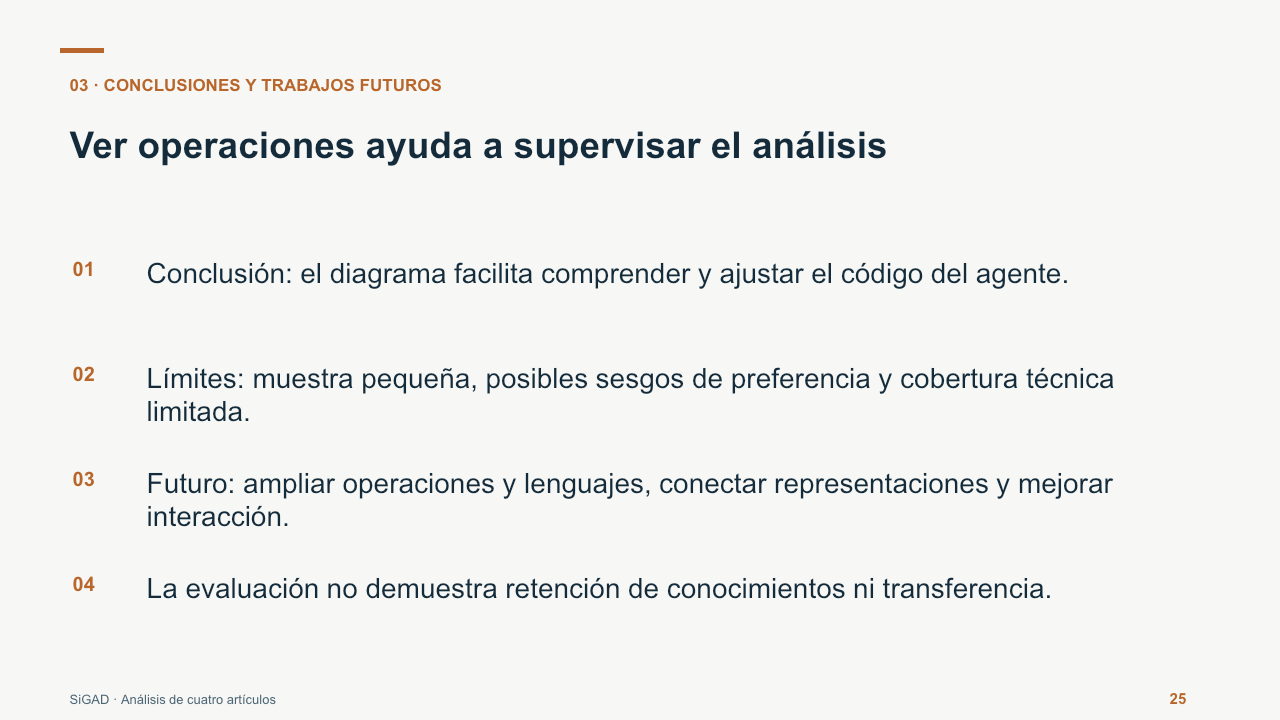 03 · CONCLUSIONES Y TRABAJOS FUTUROS
Ver operaciones ayuda a supervisar el análisis
01
Conclusión: el diagrama facilita comprender y ajustar el código del agente.
02
Límites: muestra pequeña, posibles sesgos de preferencia y cobertura técnica
limitada.
03
Futuro: ampliar operaciones y lenguajes, conectar representaciones y mejorar
interacción.
04
La evaluación no demuestra retención de conocimientos ni transferencia.
SiGAD · Análisis de cuatro artículos
25